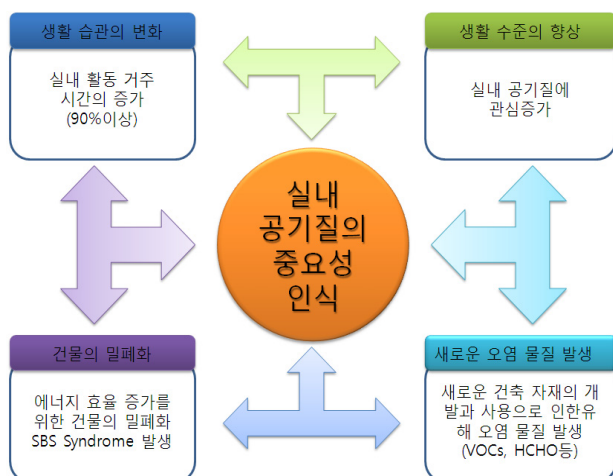 생활 습관의 변화
실내 활동 거주
시간의 증가
(90%이상)
생활 수준의 향상
실내 공기질에
관심증가
실내
공기질의
중요성
인식
건물의 밀폐화
에너지 효율 증가를
위한 건물의 밀폐화
SBS Syndrome 발생
새로운 오염 물질 발생
새로운 건축 자재의 개
발과 사용으로 인한유
해 오염 물질 발생
(VOCs, HCHO등)